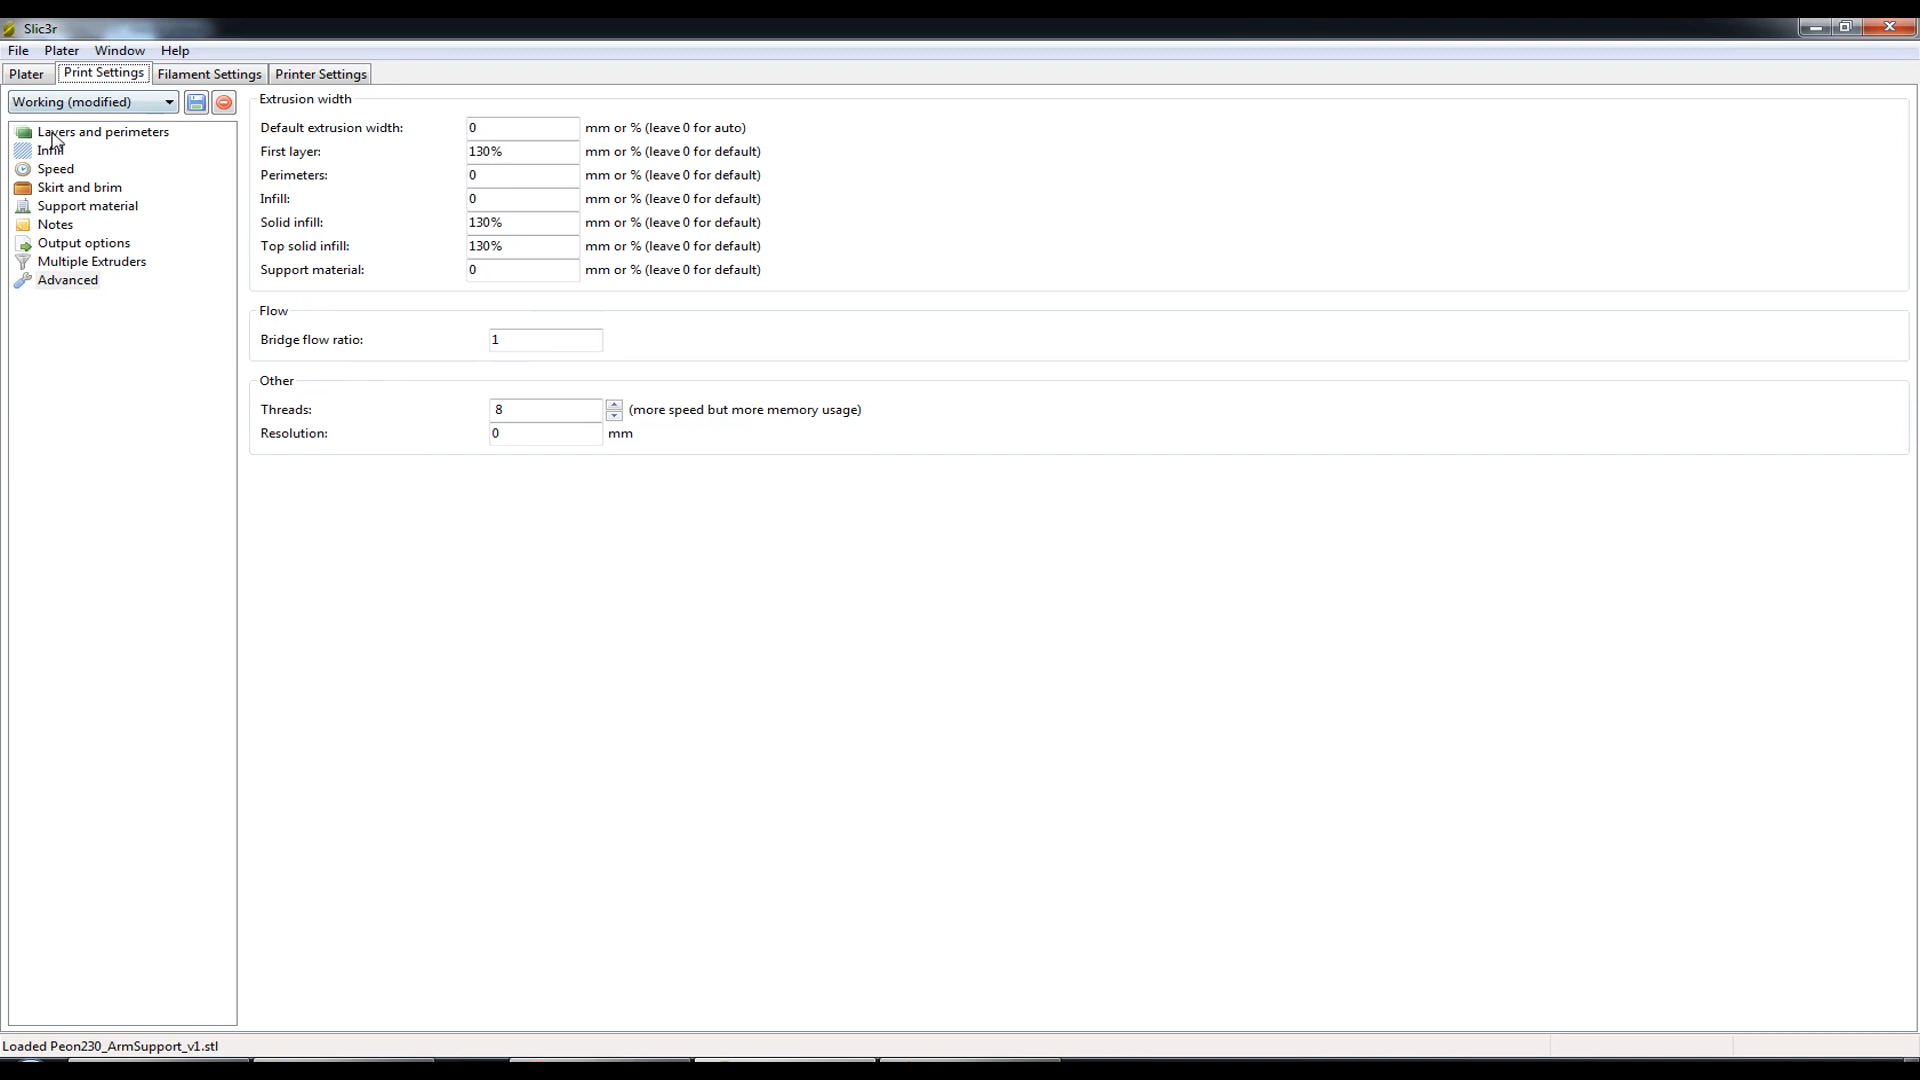 Slic3r
File Plater Window Help
Plater Print Settings Filament Settings Printer Settings
Working (modified)
Layers and perimeters
Infill
Speed
Skirt and brim
Support material
Notes
Output options
Multiple Extruders
Advanced
Extrusion width
Default extrusion width: 0 mm or % (leave 0 for auto)
First layer: 130% mm or % (leave 0 for default)
Perimeters: 0 mm or % (leave 0 for default)
Infill: 0 mm or % (leave 0 for default)
Solid infill: 130% mm or % (leave 0 for default)
Top solid infill: 130% mm or % (leave 0 for default)
Support material: 0 mm or % (leave 0 for default)
Flow
Bridge flow ratio: 1
Other
Threads: 8 (more speed but more memory usage)
Resolution: 0 mm
Loaded Peon230_ArmSupport_v1.stl